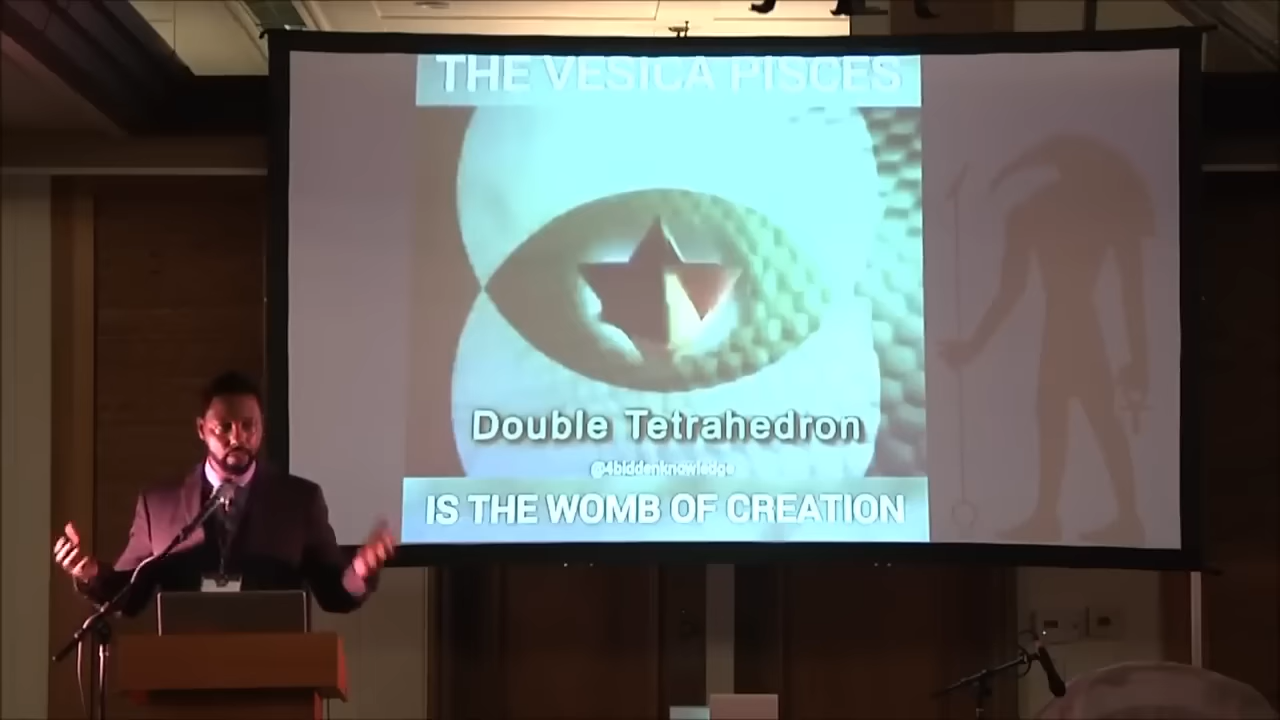 THE VESICA PISCES
Double Tetrahedron
@4biddenknowledge
IS THE WOMB OF CREATION